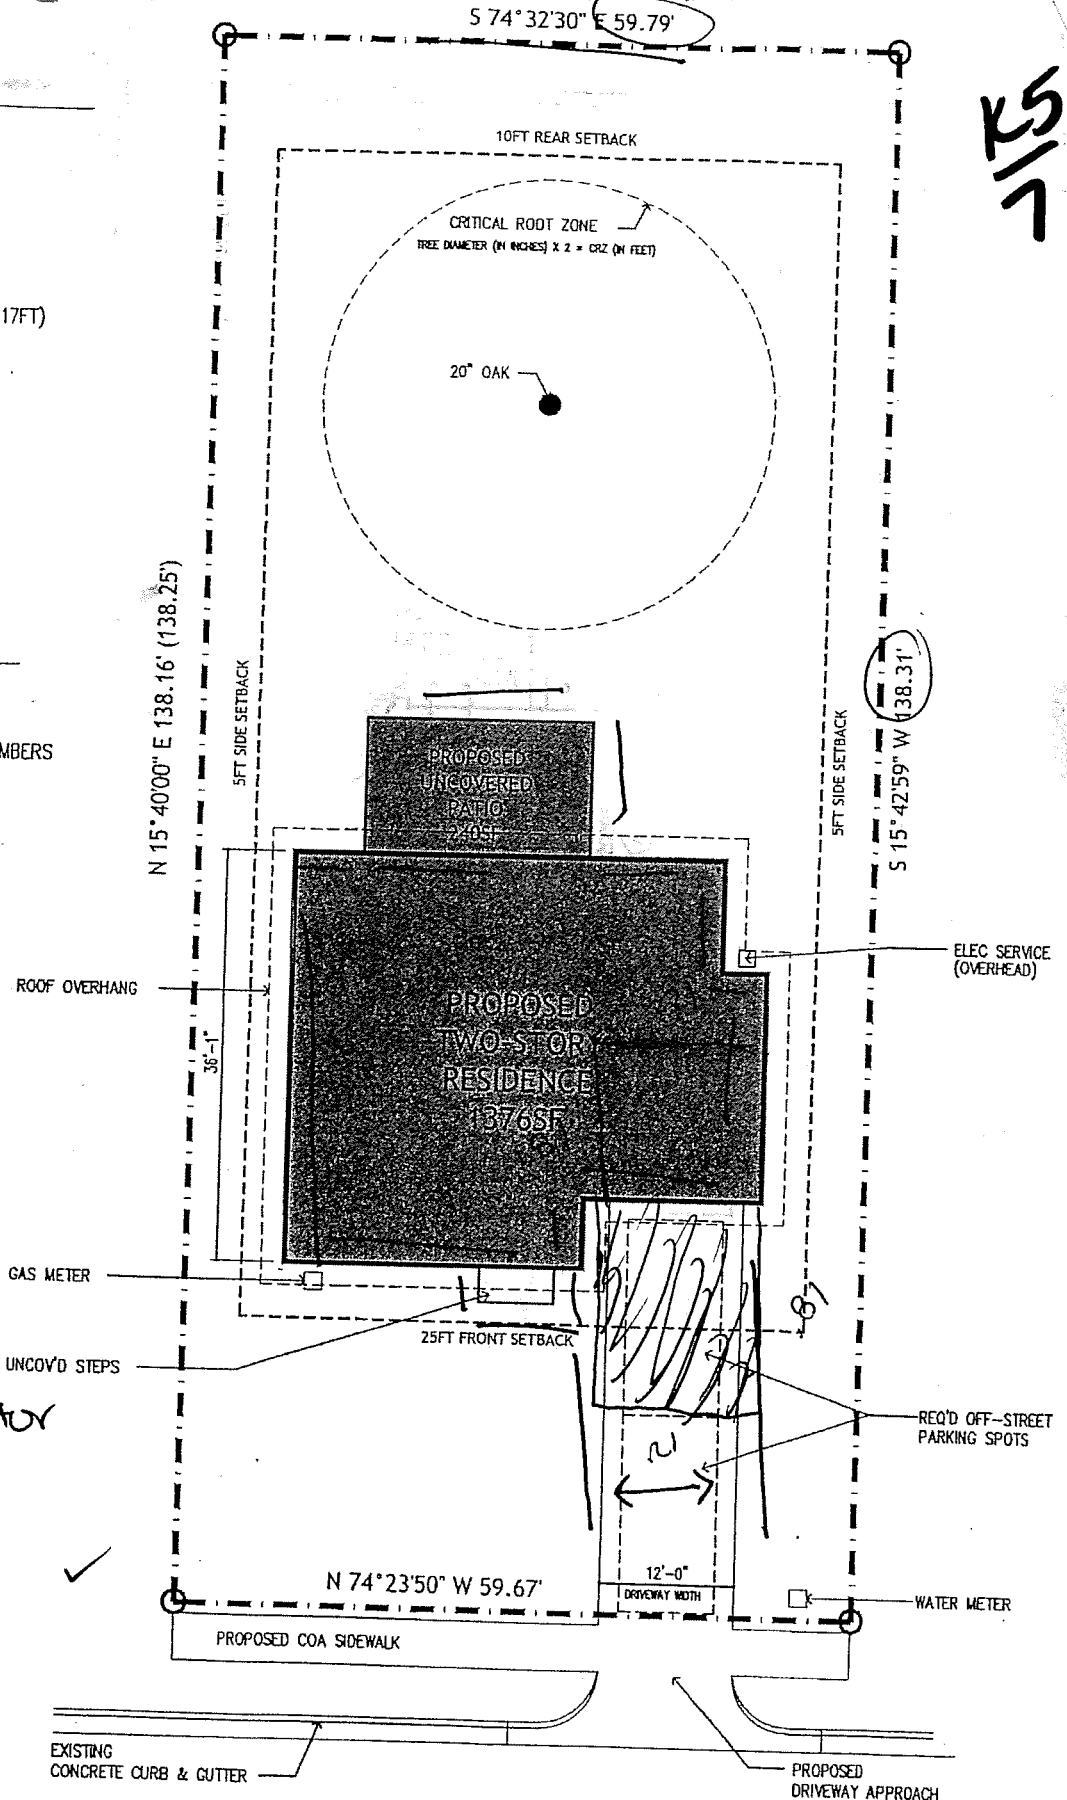 S 74°32'30" E 59.79'
K5
7
10FT REAR SETBACK
CRITICAL ROOT ZONE
TREE DIAMETER (IN INCHES) X 2 = CRZ (IN FEET)
17FT)
20" OAK
N 15°40'00" E 138.16' (138.25')
5FT SIDE SETBACK
S 15°42'59" W 138.31'
5FT SIDE SETBACK
MBERS
PROPOSED
UNCOVERED
PATIO
240SF
ELEC SERVICE
(OVERHEAD)
ROOF OVERHANG
36'-1"
PROPOSED
TWO-STORY
RESIDENCE
1376SF
GAS METER
25FT FRONT SETBACK
UNCOV'D STEPS
REQ'D OFF-STREET
PARKING SPOTS
12'-0"
DRIVEWAY WIDTH
N 74°23'50" W 59.67'
WATER METER
PROPOSED COA SIDEWALK
EXISTING
CONCRETE CURB & GUTTER
PROPOSED
DRIVEWAY APPROACH